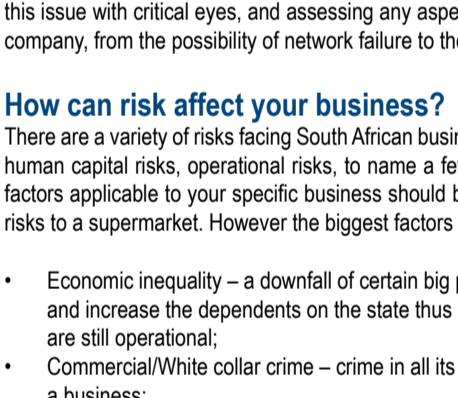 this issue with critical eyes, and assessing any aspe
company, from the possibility of network failure to the
How can risk affect your business?
There are a variety of risks facing South African busin
human capital risks, operational risks, to name a few
factors applicable to your specific business should b
risks to a supermarket. However the biggest factors
• Economic inequality – a downfall of certain big p
and increase the dependents on the state thus
are still operational;
• Commercial/White collar crime – crime in all its
a business;